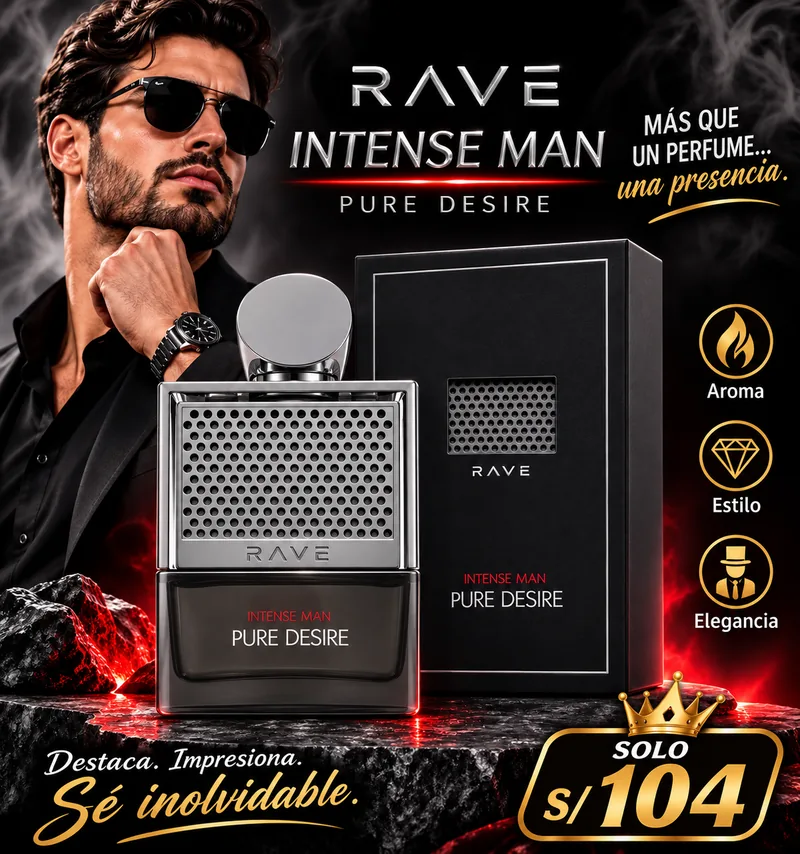 RAVE
INTENSE MAN
PURE DESIRE
MÁS QUE
UN PERFUME...
una presencia.
Aroma
Estilo
Elegancia
RAVE
INTENSE MAN
PURE DESIRE
RAVE
INTENSE MAN
PURE DESIRE
Destaca. Impresiona.
Sé inolvidable.
SOLO
S/104